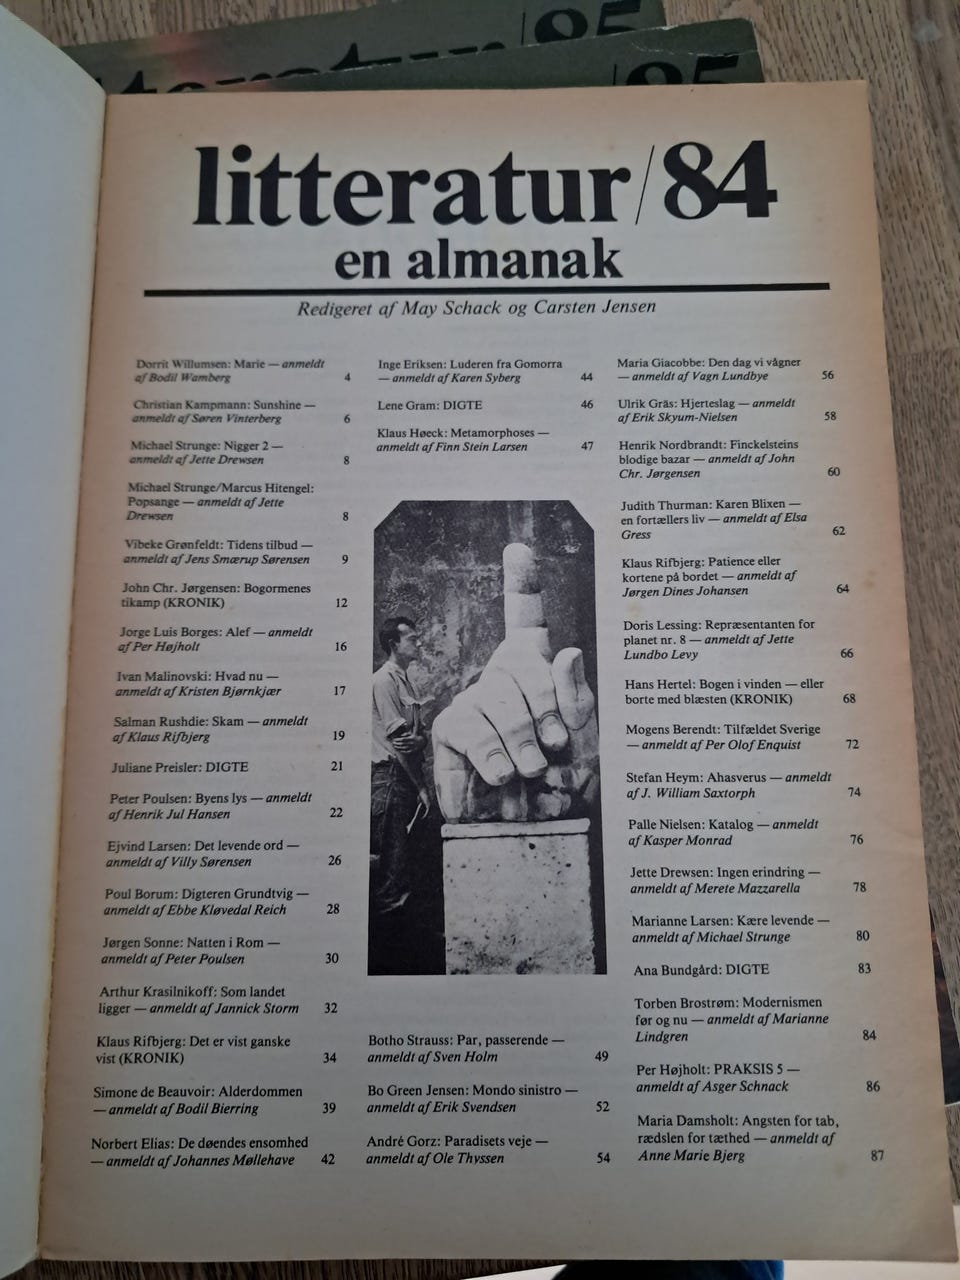 litteratur/85
85
litteratur/84
en almanak
Redigeret af May Schack og Carsten Jensen
Dorrit Willumsen: Marie — anmeldt
af Bodil Wamberg 4
Christian Kampmann: Sunshine —
anmeldt af Søren Vinterberg 6
Michael Strunge: Nigger 2 —
anmeldt af Jette Drewsen 8
Michael Strunge/Marcus Hitengel:
Popsange — anmeldt af Jette
Drewsen 8
Vibeke Grønfeldt: Tidens tilbud —
anmeldt af Jens Smærup Sørensen 9
John Chr. Jørgensen: Bogormenes
tikamp (KRONIK) 12
Jorge Luis Borges: Alef — anmeldt
af Per Højholt 16
Ivan Malinovski: Hvad nu —
anmeldt af Kristen Bjørnkjær 17
Salman Rushdie: Skam — anmeldt
af Klaus Rifbjerg 19
Juliane Preisler: DIGTE 21
Peter Poulsen: Byens lys — anmeldt
af Henrik Jul Hansen 22
Ejvind Larsen: Det levende ord —
anmeldt af Villy Sørensen 26
Poul Borum: Digteren Grundtvig —
anmeldt af Ebbe Kløvedal Reich 28
Jørgen Sonne: Natten i Rom —
anmeldt af Peter Poulsen 30
Arthur Krasilnikoff: Som landet
ligger — anmeldt af Jannick Storm 32
Klaus Rifbjerg: Det er vist ganske
vist (KRONIK) 34
Simone de Beauvoir: Alderdommen
— anmeldt af Bodil Bierring 39
Norbert Elias: De døendes ensomhed
— anmeldt af Johannes Møllehave 42
Inge Eriksen: Luderen fra Gomorra
— anmeldt af Karen Syberg 44
Lene Gram: DIGTE 46
Klaus Høeck: Metamorphoses —
anmeldt af Finn Stein Larsen 47
Botho Strauss: Par, passerende —
anmeldt af Sven Holm 49
Bo Green Jensen: Mondo sinistro —
anmeldt af Erik Svendsen 52
André Gorz: Paradisets veje —
anmeldt af Ole Thyssen 54
Maria Giacobbe: Den dag vi vågner
— anmeldt af Vagn Lundbye 56
Ulrik Gräs: Hjerteslag — anmeldt
af Erik Skyum-Nielsen 58
Henrik Nordbrandt: Finckelsteins
blodige bazar — anmeldt af John
Chr. Jørgensen 60
Judith Thurman: Karen Blixen —
en fortællers liv — anmeldt af Elsa
Gress 62
Klaus Rifbjerg: Patience eller
kortene på bordet — anmeldt af
Jørgen Dines Johansen 64
Doris Lessing: Repræsentanten for
planet nr. 8 — anmeldt af Jette
Lundbo Levy 66
Hans Hertel: Bogen i vinden — eller
borte med blæsten (KRONIK) 68
Mogens Berendt: Tilfældet Sverige
— anmeldt af Per Olof Enquist 72
Stefan Heym: Ahasverus — anmeldt
af J. William Saxtorph 74
Palle Nielsen: Katalog — anmeldt
af Kasper Monrad 76
Jette Drewsen: Ingen erindring —
anmeldt af Merete Mazzarella 78
Marianne Larsen: Kære levende —
anmeldt af Michael Strunge 80
Ana Bundgård: DIGTE 83
Torben Brostrøm: Modernismen
før og nu — anmeldt af Marianne
Lindgren 84
Per Højholt: PRAKSIS 5 —
anmeldt af Asger Schnack 86
Maria Damsholt: Angsten for tab,
rædslen for tæthed — anmeldt af
Anne Marie Bjerg 87